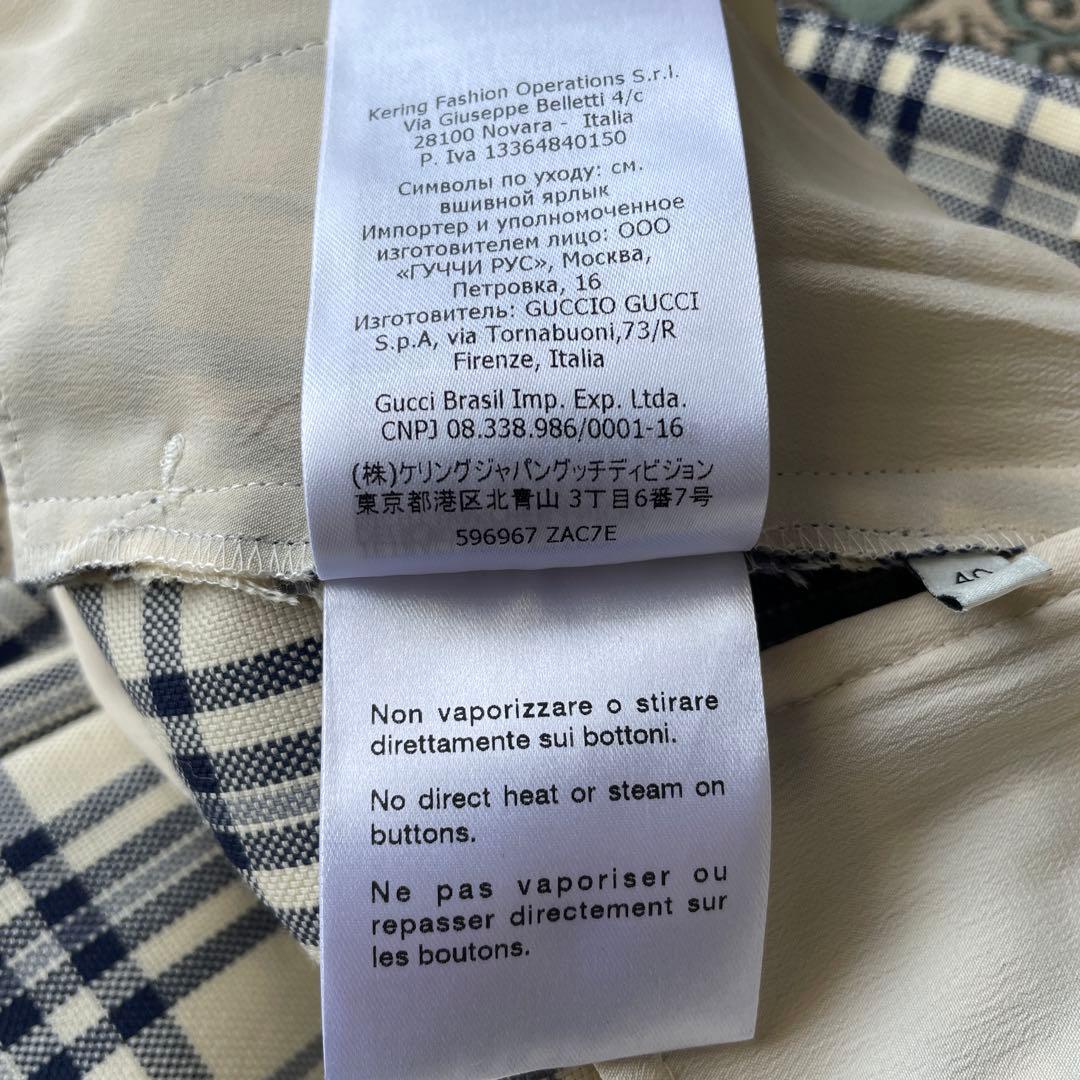 Kering Fashion Operations S.r.l.
Via Giuseppe Belletti 4/c
28100 Novara - Italia
P. Iva 13364840150
Символы по уходу: см.
вшивной ярлык
Импортер и уполномоченное
изготовителем лицо: ООО
«ГУЧЧИ РУС», Москва,
Петровка, 16
Изготовитель: GUCCIO GUCCI
S.p.A, via Tornabuoni,73/R
Firenze, Italia
Gucci Brasil Imp. Exp. Ltda.
CNPJ 08.338.986/0001-16
(株)ケリングジャパングッチディビジョン
東京都港区北青山 3丁目6番7号
596967 ZAC7E
40
Non vaporizzare o stirare
direttamente sui bottoni.
No direct heat or steam on
buttons.
Ne pas vaporiser ou
repasser directement sur
les boutons.